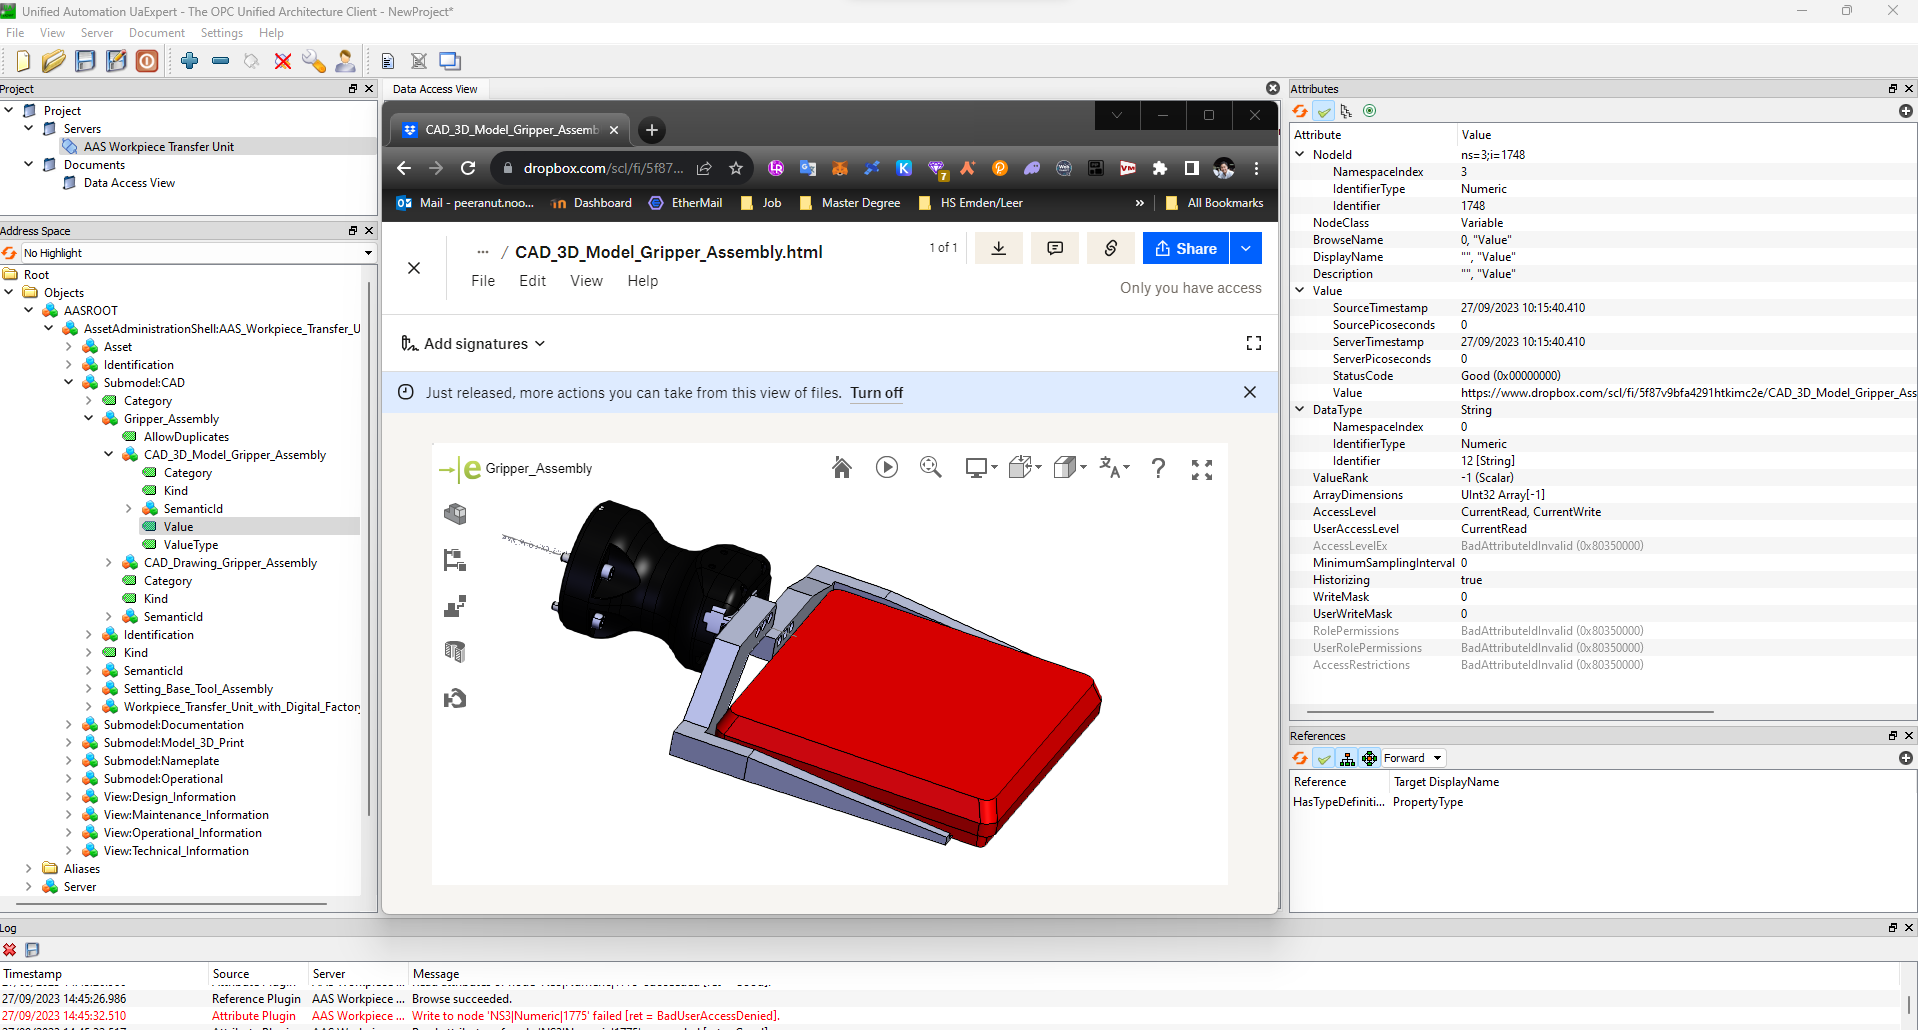 Unified Automation UaExpert - The OPC Unified Architecture Client - NewProject*
File View Server Document Settings Help
Project
Project
Servers
AAS Workpiece Transfer Unit
Documents
Data Access View
Address Space
No Highlight
Root
Objects
AASROOT
AssetAdministrationShell:AAS_Workpiece_Transfer_U
Asset
Identification
Submodel:CAD
Category
Gripper_Assembly
AllowDuplicates
CAD_3D_Model_Gripper_Assembly
Category
Kind
SemanticId
Value
ValueType
CAD_Drawing_Gripper_Assembly
Category
Kind
SemanticId
Identification
Kind
SemanticId
Setting_Base_Tool_Assembly
Workpiece_Transfer_Unit_with_Digital_Factory
Submodel:Documentation
Submodel:Model_3D_Print
Submodel:Nameplate
Submodel:Operational
View:Design_Information
View:Maintenance_Information
View:Operational_Information
View:Technical_Information
Aliases
Server
Data Access View
CAD_3D_Model_Gripper_Assemb
dropbox.com/scl/fi/5f87...
7
Mail - peeranut.noo... Dashboard EtherMail Job Master Degree HS Emden/Leer » All Bookmarks
... / CAD_3D_Model_Gripper_Assembly.html
1 of 1
Share
File Edit View Help
Only you have access
Add signatures
Just released, more actions you can take from this view of files. Turn off
e Gripper_Assembly
Attributes
Attribute Value
NodeId ns=3;i=1748
NamespaceIndex 3
IdentifierType Numeric
Identifier 1748
NodeClass Variable
BrowseName 0, "Value"
DisplayName "", "Value"
Description "", "Value"
Value
SourceTimestamp 27/09/2023 10:15:40.410
SourcePicoseconds 0
ServerTimestamp 27/09/2023 10:15:40.410
ServerPicoseconds 0
StatusCode Good (0x00000000)
Value https://www.dropbox.com/scl/fi/5f87v9bfa4291htkimc2e/CAD_3D_Model_Gripper_Ass
DataType String
NamespaceIndex 0
IdentifierType Numeric
Identifier 12 [String]
ValueRank -1 (Scalar)
ArrayDimensions UInt32 Array[-1]
AccessLevel CurrentRead, CurrentWrite
UserAccessLevel CurrentRead
AccessLevelEx BadAttributeIdInvalid (0x80350000)
MinimumSamplingInterval 0
Historizing true
WriteMask 0
UserWriteMask 0
RolePermissions BadAttributeIdInvalid (0x80350000)
UserRolePermissions BadAttributeIdInvalid (0x80350000)
AccessRestrictions BadAttributeIdInvalid (0x80350000)
References
Forward
Reference Target DisplayName
HasTypeDefiniti... PropertyType
Log
Timestamp Source Server Message
27/09/2023 14:45:26.986 Reference Plugin AAS Workpiece ... Browse succeeded.
27/09/2023 14:45:32.510 Attribute Plugin AAS Workpiece ... Write to node 'NS3|Numeric|1775' failed [ret = BadUserAccessDenied].